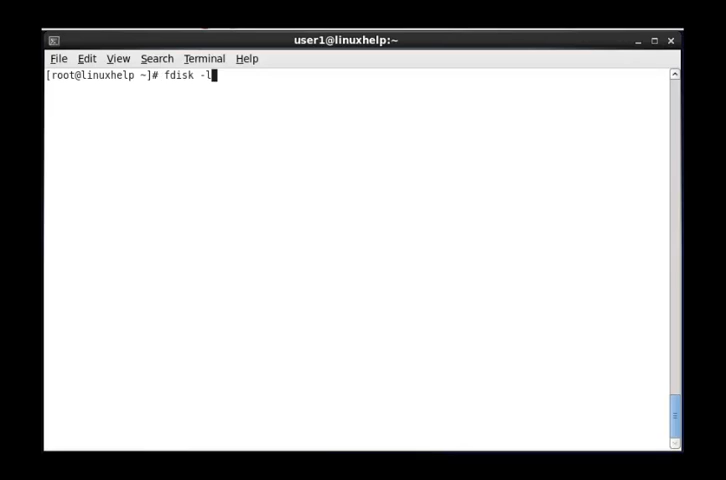 user1@linuxhelp:~
File Edit View Search Terminal Help
[root@linuxhelp ~]# fdisk -l